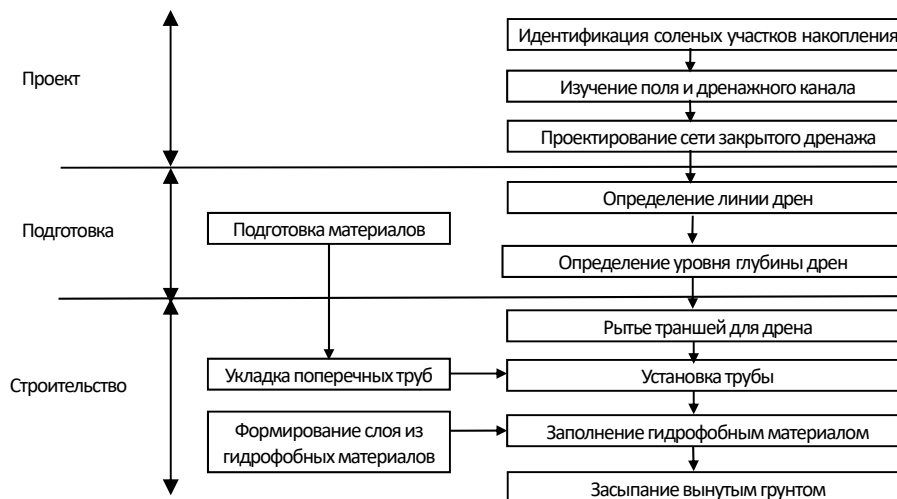 Проект
Идентификация соленых участков накопления
Изучение поля и дренажного канала
Проектирование сети закрытого дренажа
Подготовка
Подготовка материалов
Определение линии дрен
Определение уровня глубины дрен
Строительство
Рытье траншей для дрена
Укладка поперечных труб
Установка трубы
Формирование слоя из
гидрофобных материалов
Заполнение гидрофобным материалом
Засыпание вынутым грунтом